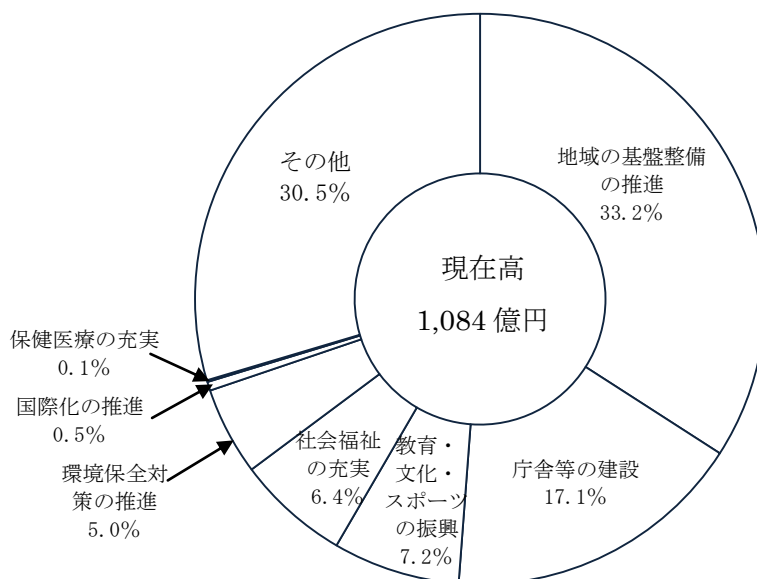 その他
30.5%
地域の基盤整備
の推進
33.2%
現在高
1,084 億円
保健医療の充実
0.1%
国際化の推進
0.5%
環境保全対
策の推進
5.0%
社会福祉
の充実
6.4%
教育・
文化・
スポーツ
の振興
7.2%
庁舎等の建設
17.1%